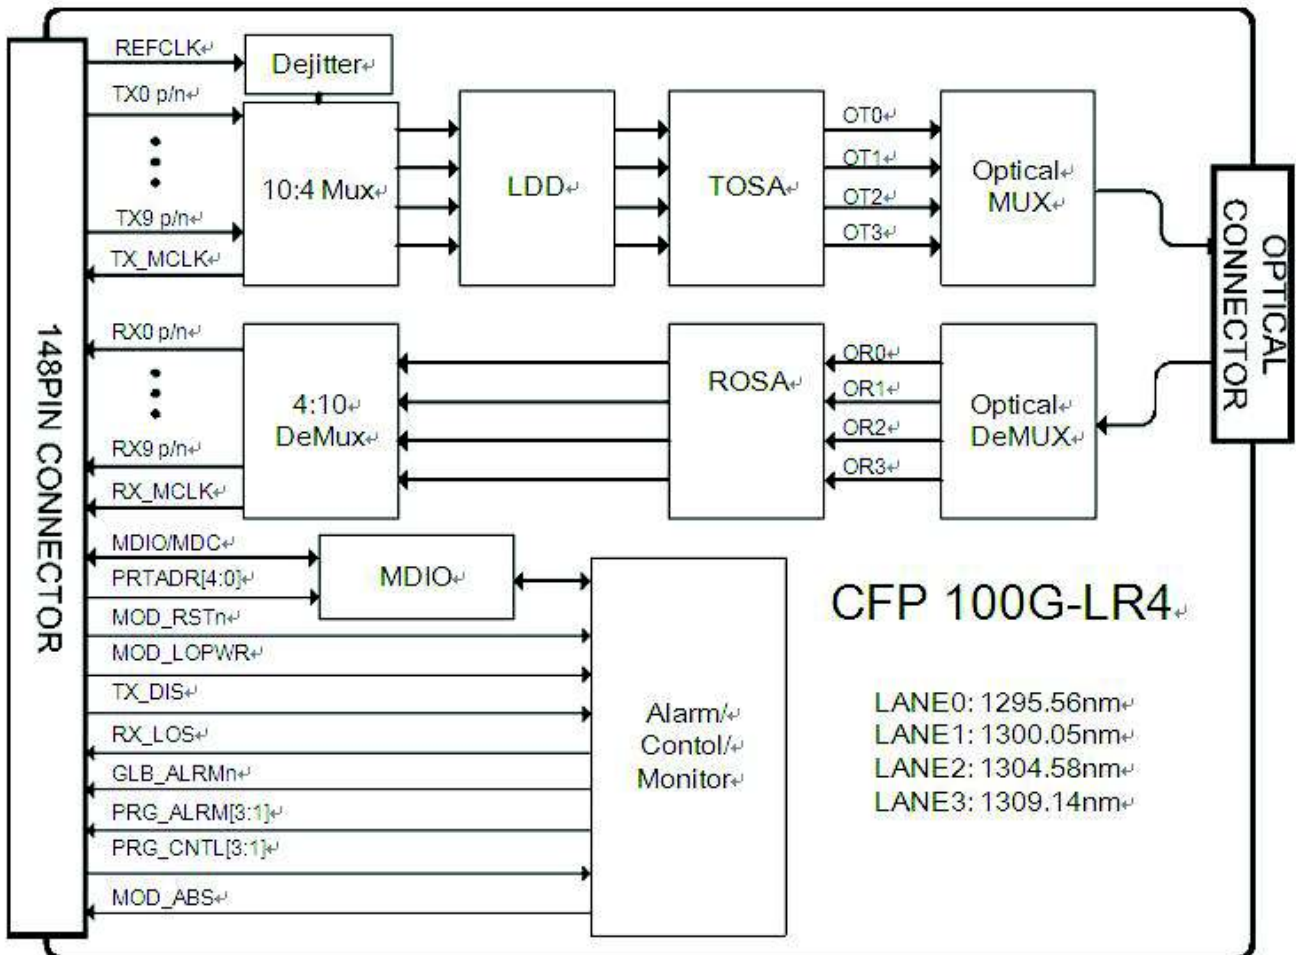 REFCLK↵
Dejitter↵
TX0 p/n↵
10:4 Mux↵
LDD↵
TOSA↵
OT0↵
OT1↵
OT2↵
OT3↵
Optical↵
MUX↵
TX9 p/n↵
TX_MCLK↵
OPTICAL
CONNECTOR
148PIN CONNECTOR
RX0 p/n↵
4:10↵
DeMux↵
ROSA↵
OR0↵
OR1↵
OR2↵
OR3↵
Optical↵
DeMUX↵
RX9 p/n↵
RX_MCLK↵
MDIO/MDC↵
PRTADR[4:0]↵
MDIO↵
MOD_RSTn↵
MOD_LOPWR↵
TX_DIS↵
RX_LOS↵
GLB_ALRMn↵
PRG_ALRM[3:1]↵
PRG_CNTL[3:1]↵
MOD_ABS↵
Alarm/↵
Contol/↵
Monitor↵
CFP 100G-LR4↵
LANE0: 1295.56nm↵
LANE1: 1300.05nm↵
LANE2: 1304.58nm↵
LANE3: 1309.14nm↵